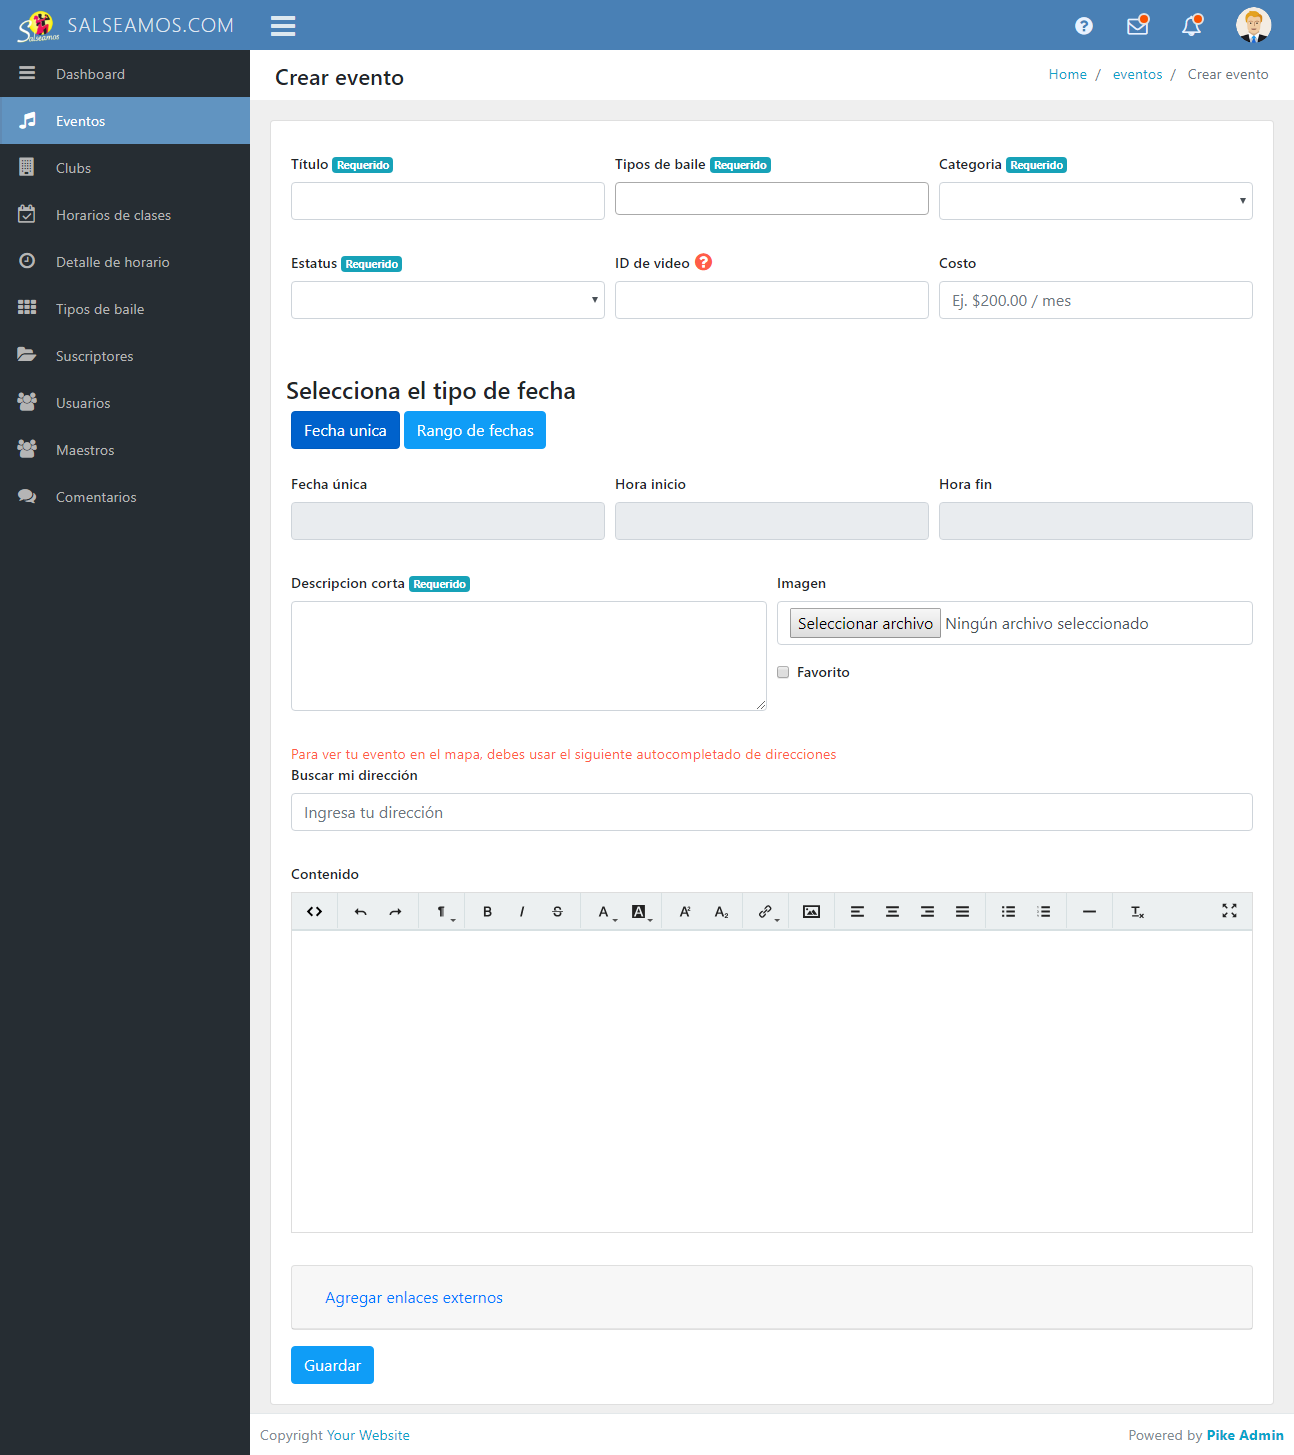 Salseamos
SALSEAMOS.COM
Dashboard
Eventos
Clubs
Horarios de clases
Detalle de horario
Tipos de baile
Suscriptores
Usuarios
Maestros
Comentarios
Crear evento
Home / eventos / Crear evento
Título Requerido
Tipos de baile Requerido
Categoria Requerido
Estatus Requerido
ID de video ?
Costo
Ej. $200.00 / mes
Selecciona el tipo de fecha
Fecha unica
Rango de fechas
Fecha única
Hora inicio
Hora fin
Descripcion corta Requerido
Imagen
Seleccionar archivo Ningún archivo seleccionado
Favorito
Para ver tu evento en el mapa, debes usar el siguiente autocompletado de direcciones
Buscar mi dirección
Ingresa tu dirección
Contenido
Agregar enlaces externos
Guardar
Copyright Your Website
Powered by Pike Admin